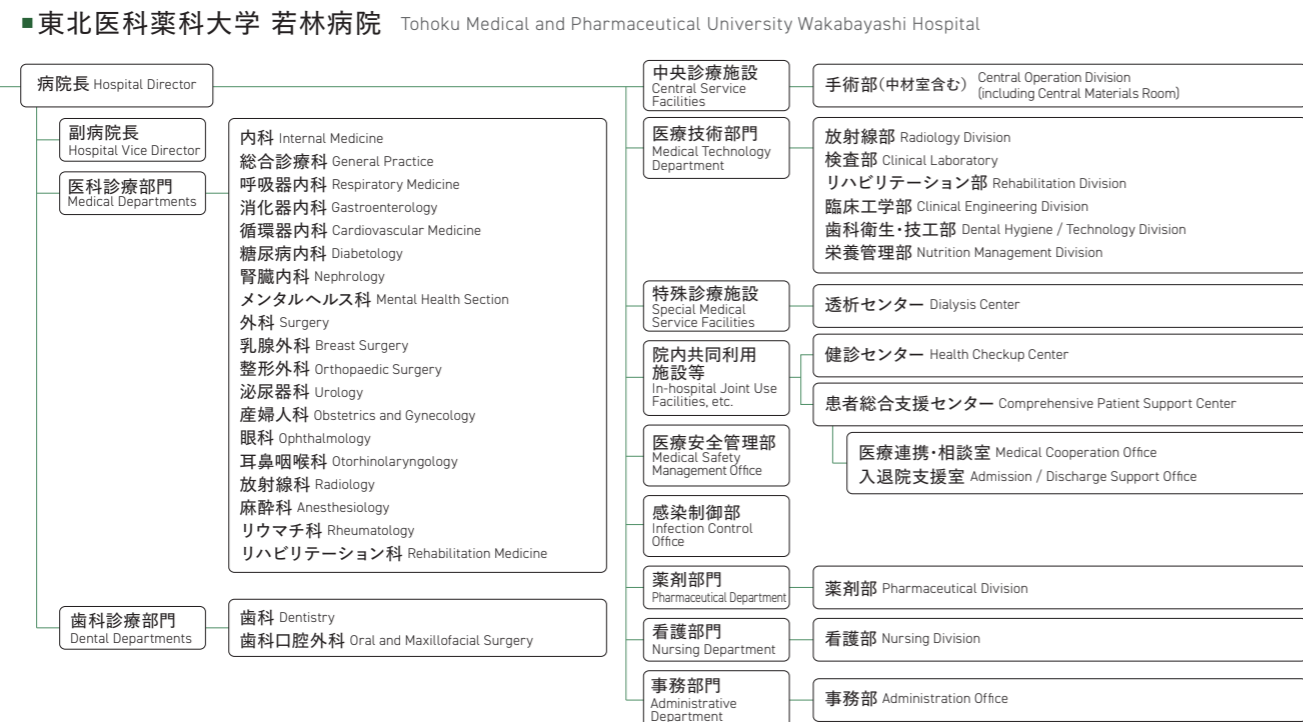 ■東北医科薬科大学 若林病院 Tohoku Medical and Pharmaceutical University Wakabayashi Hospital
病院長 Hospital Director
副病院長
Hospital Vice Director
医科診療部門
Medical Departments
内科 Internal Medicine
総合診療科 General Practice
呼吸器内科 Respiratory Medicine
消化器内科 Gastroenterology
循環器内科 Cardiovascular Medicine
糖尿病内科 Diabetology
腎臓内科 Nephrology
メンタルヘルス科 Mental Health Section
外科 Surgery
乳腺外科 Breast Surgery
整形外科 Orthopaedic Surgery
泌尿器科 Urology
産婦人科 Obstetrics and Gynecology
眼科 Ophthalmology
耳鼻咽喉科 Otorhinolaryngology
放射線科 Radiology
麻酔科 Anesthesiology
リウマチ科 Rheumatology
リハビリテーション科 Rehabilitation Medicine
歯科診療部門
Dental Departments
歯科 Dentistry
歯科口腔外科 Oral and Maxillofacial Surgery
中央診療施設
Central Service
Facilities
手術部(中材室含む) Central Operation Division
(including Central Materials Room)
医療技術部門
Medical Technology
Department
放射線部 Radiology Division
検査部 Clinical Laboratory
リハビリテーション部 Rehabilitation Division
臨床工学部 Clinical Engineering Division
歯科衛生・技工部 Dental Hygiene / Technology Division
栄養管理部 Nutrition Management Division
特殊診療施設
Special Medical
Service Facilities
透析センター Dialysis Center
院内共同利用
施設等
In-hospital Joint Use
Facilities, etc.
健診センター Health Checkup Center
患者総合支援センター Comprehensive Patient Support Center
医療連携・相談室 Medical Cooperation Office
入退院支援室 Admission / Discharge Support Office
医療安全管理部
Medical Safety
Management Office
感染制御部
Infection Control
Office
薬剤部門
Pharmaceutical Department
薬剤部 Pharmaceutical Division
看護部門
Nursing Department
看護部 Nursing Division
事務部門
Administrative
Department
事務部 Administration Office